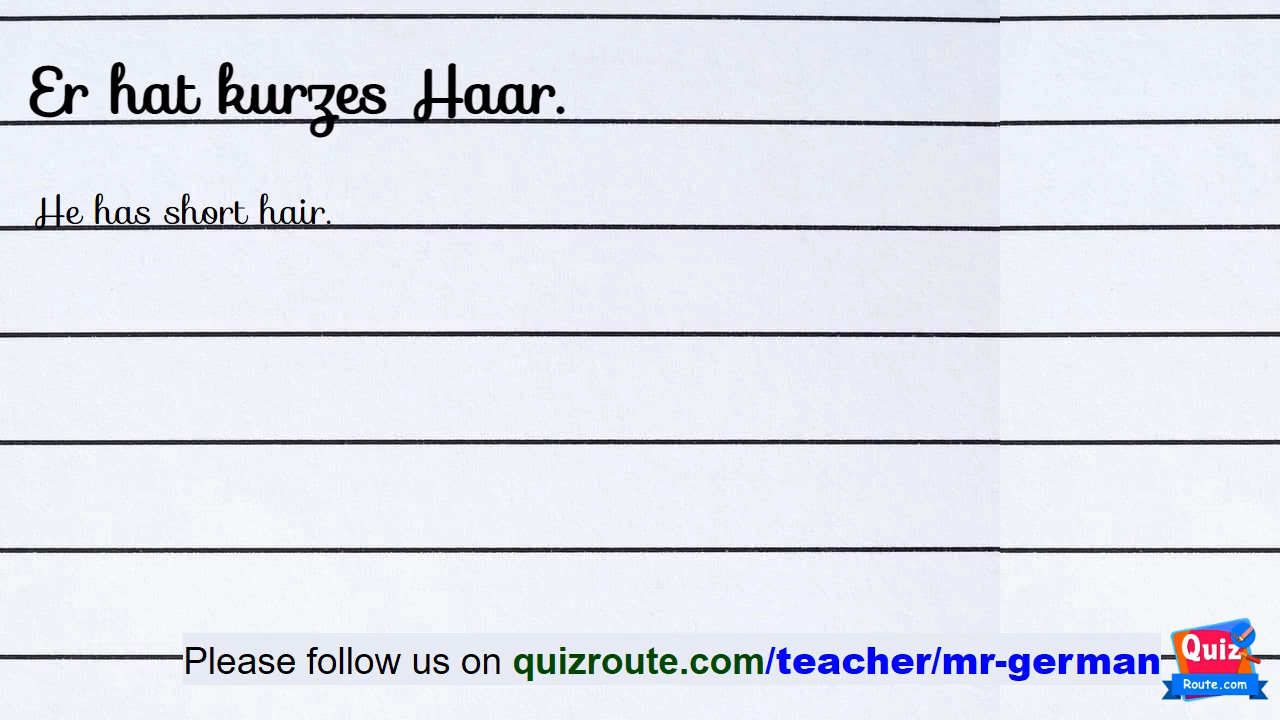 Er hat kurzes Haar.
He has short hair.
Please follow us on quizroute.com/teacher/mr-german
Quiz
Route.com